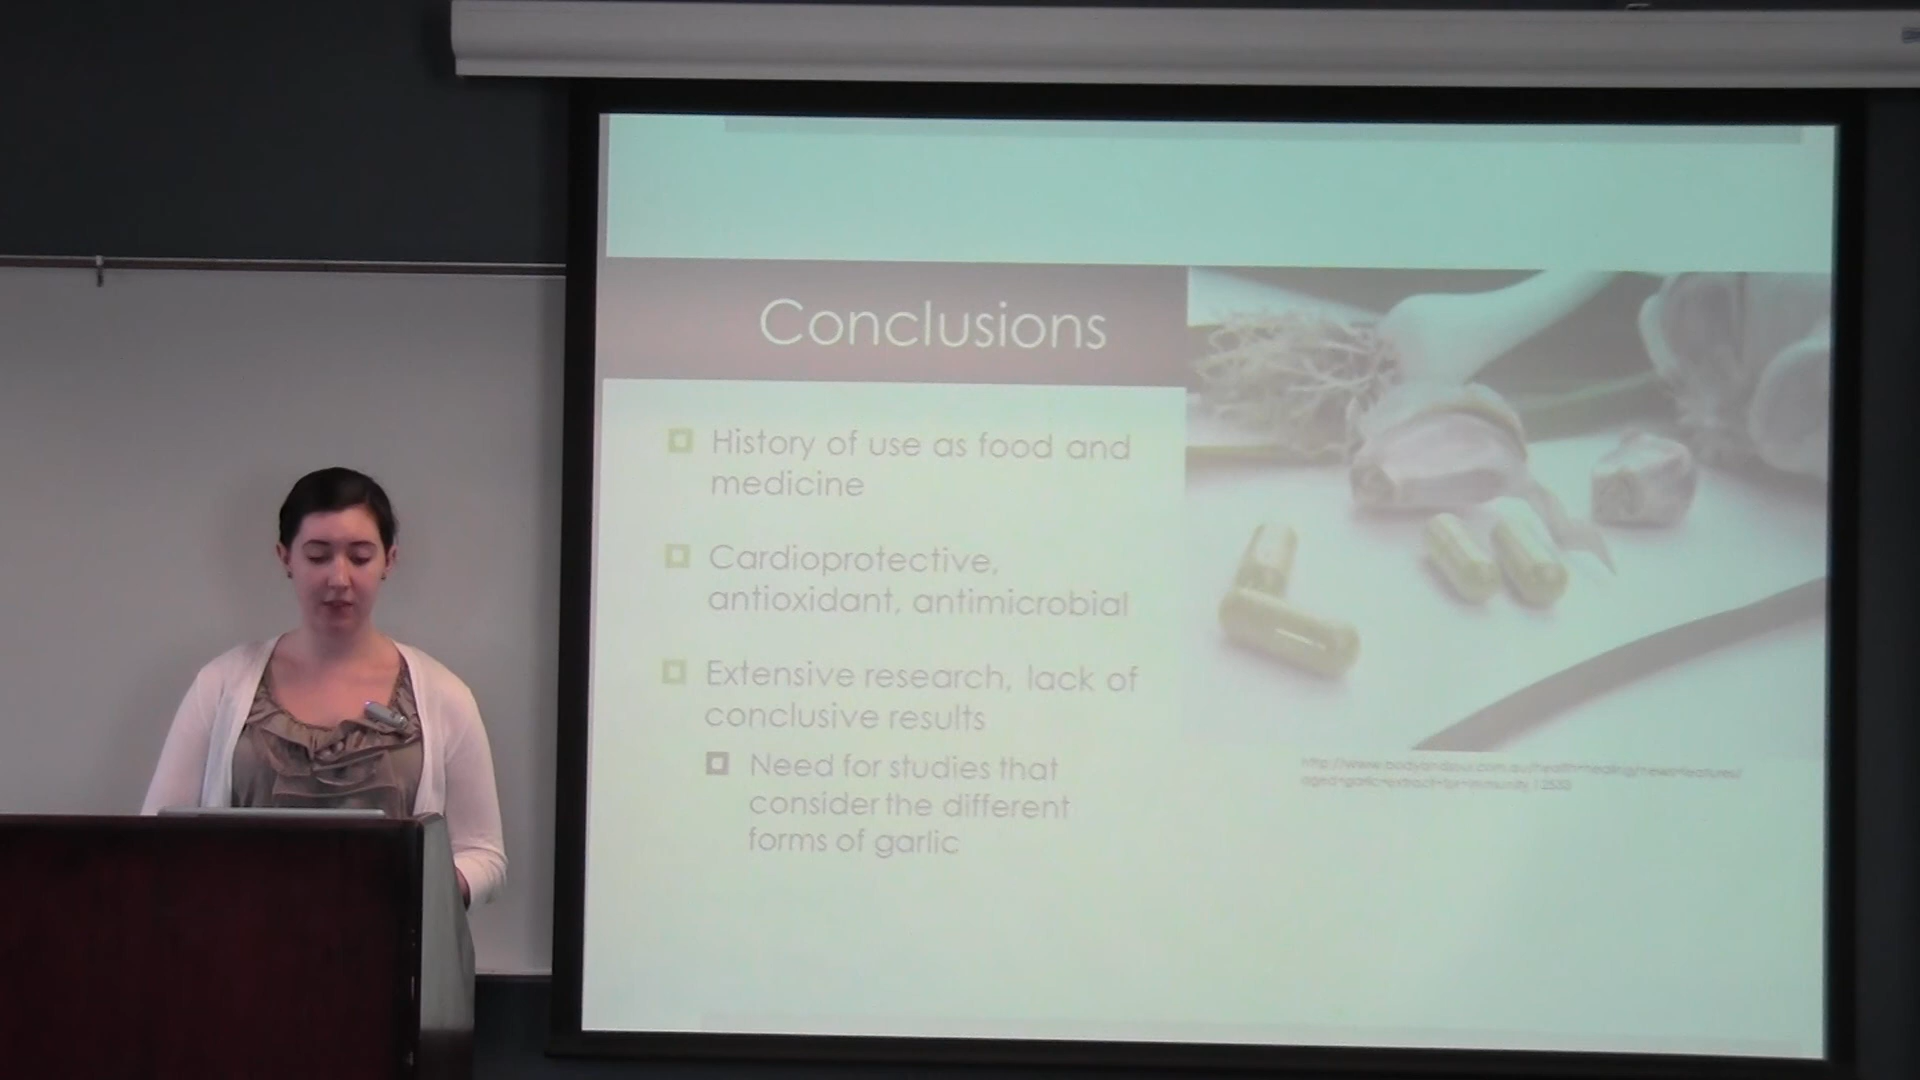 Conclusions
History of use as food and
medicine
Cardioprotective,
antioxidant, antimicrobial
Extensive research, lack of
conclusive results
Need for studies that
consider the different
forms of garlic